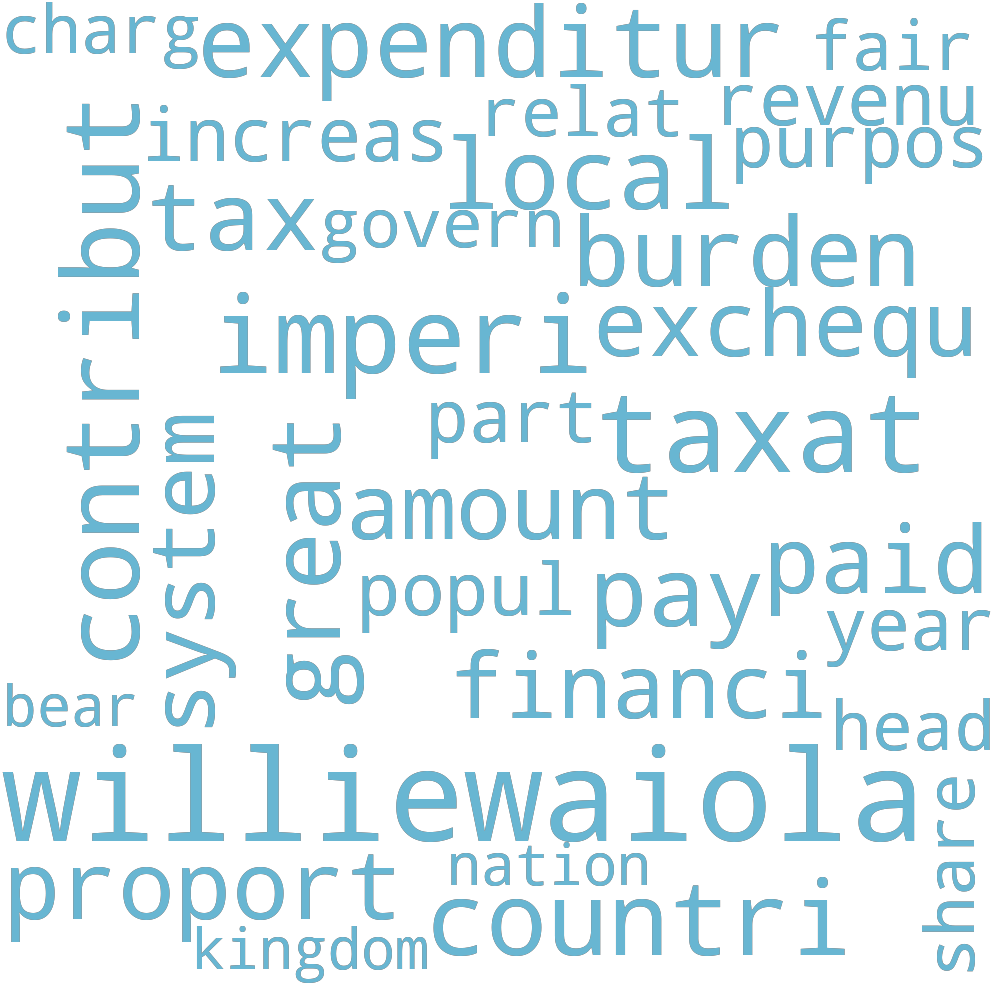 charg
expenditur
fair
relat
revenu
increas
purpos
local
contribut
tax
govern
burden
imperi
exchequ
part
taxat
system
great
amount
paid
popul
pay
year
financi
bear
head
williewaiola
share
proport
nation
countri
kingdom